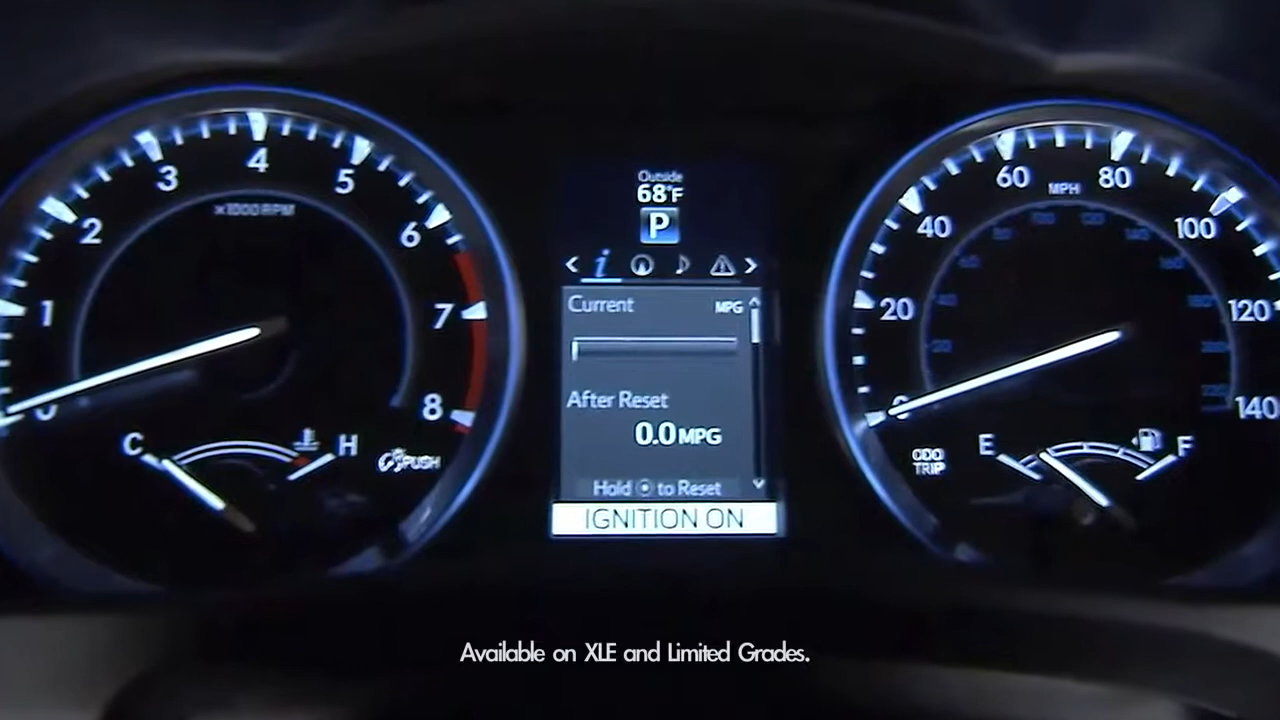 0
1
2
3
4
5
6
7
8
×1000 RPM
C
H
PUSH
Outside
68°F
P
< i >
Current MPG
After Reset
0.0 MPG
Hold to Reset
IGNITION ON
0
20
40
60
80
100
120
140
MPH
ODO
TRIP
E
F
Available on XLE and Limited Grades.